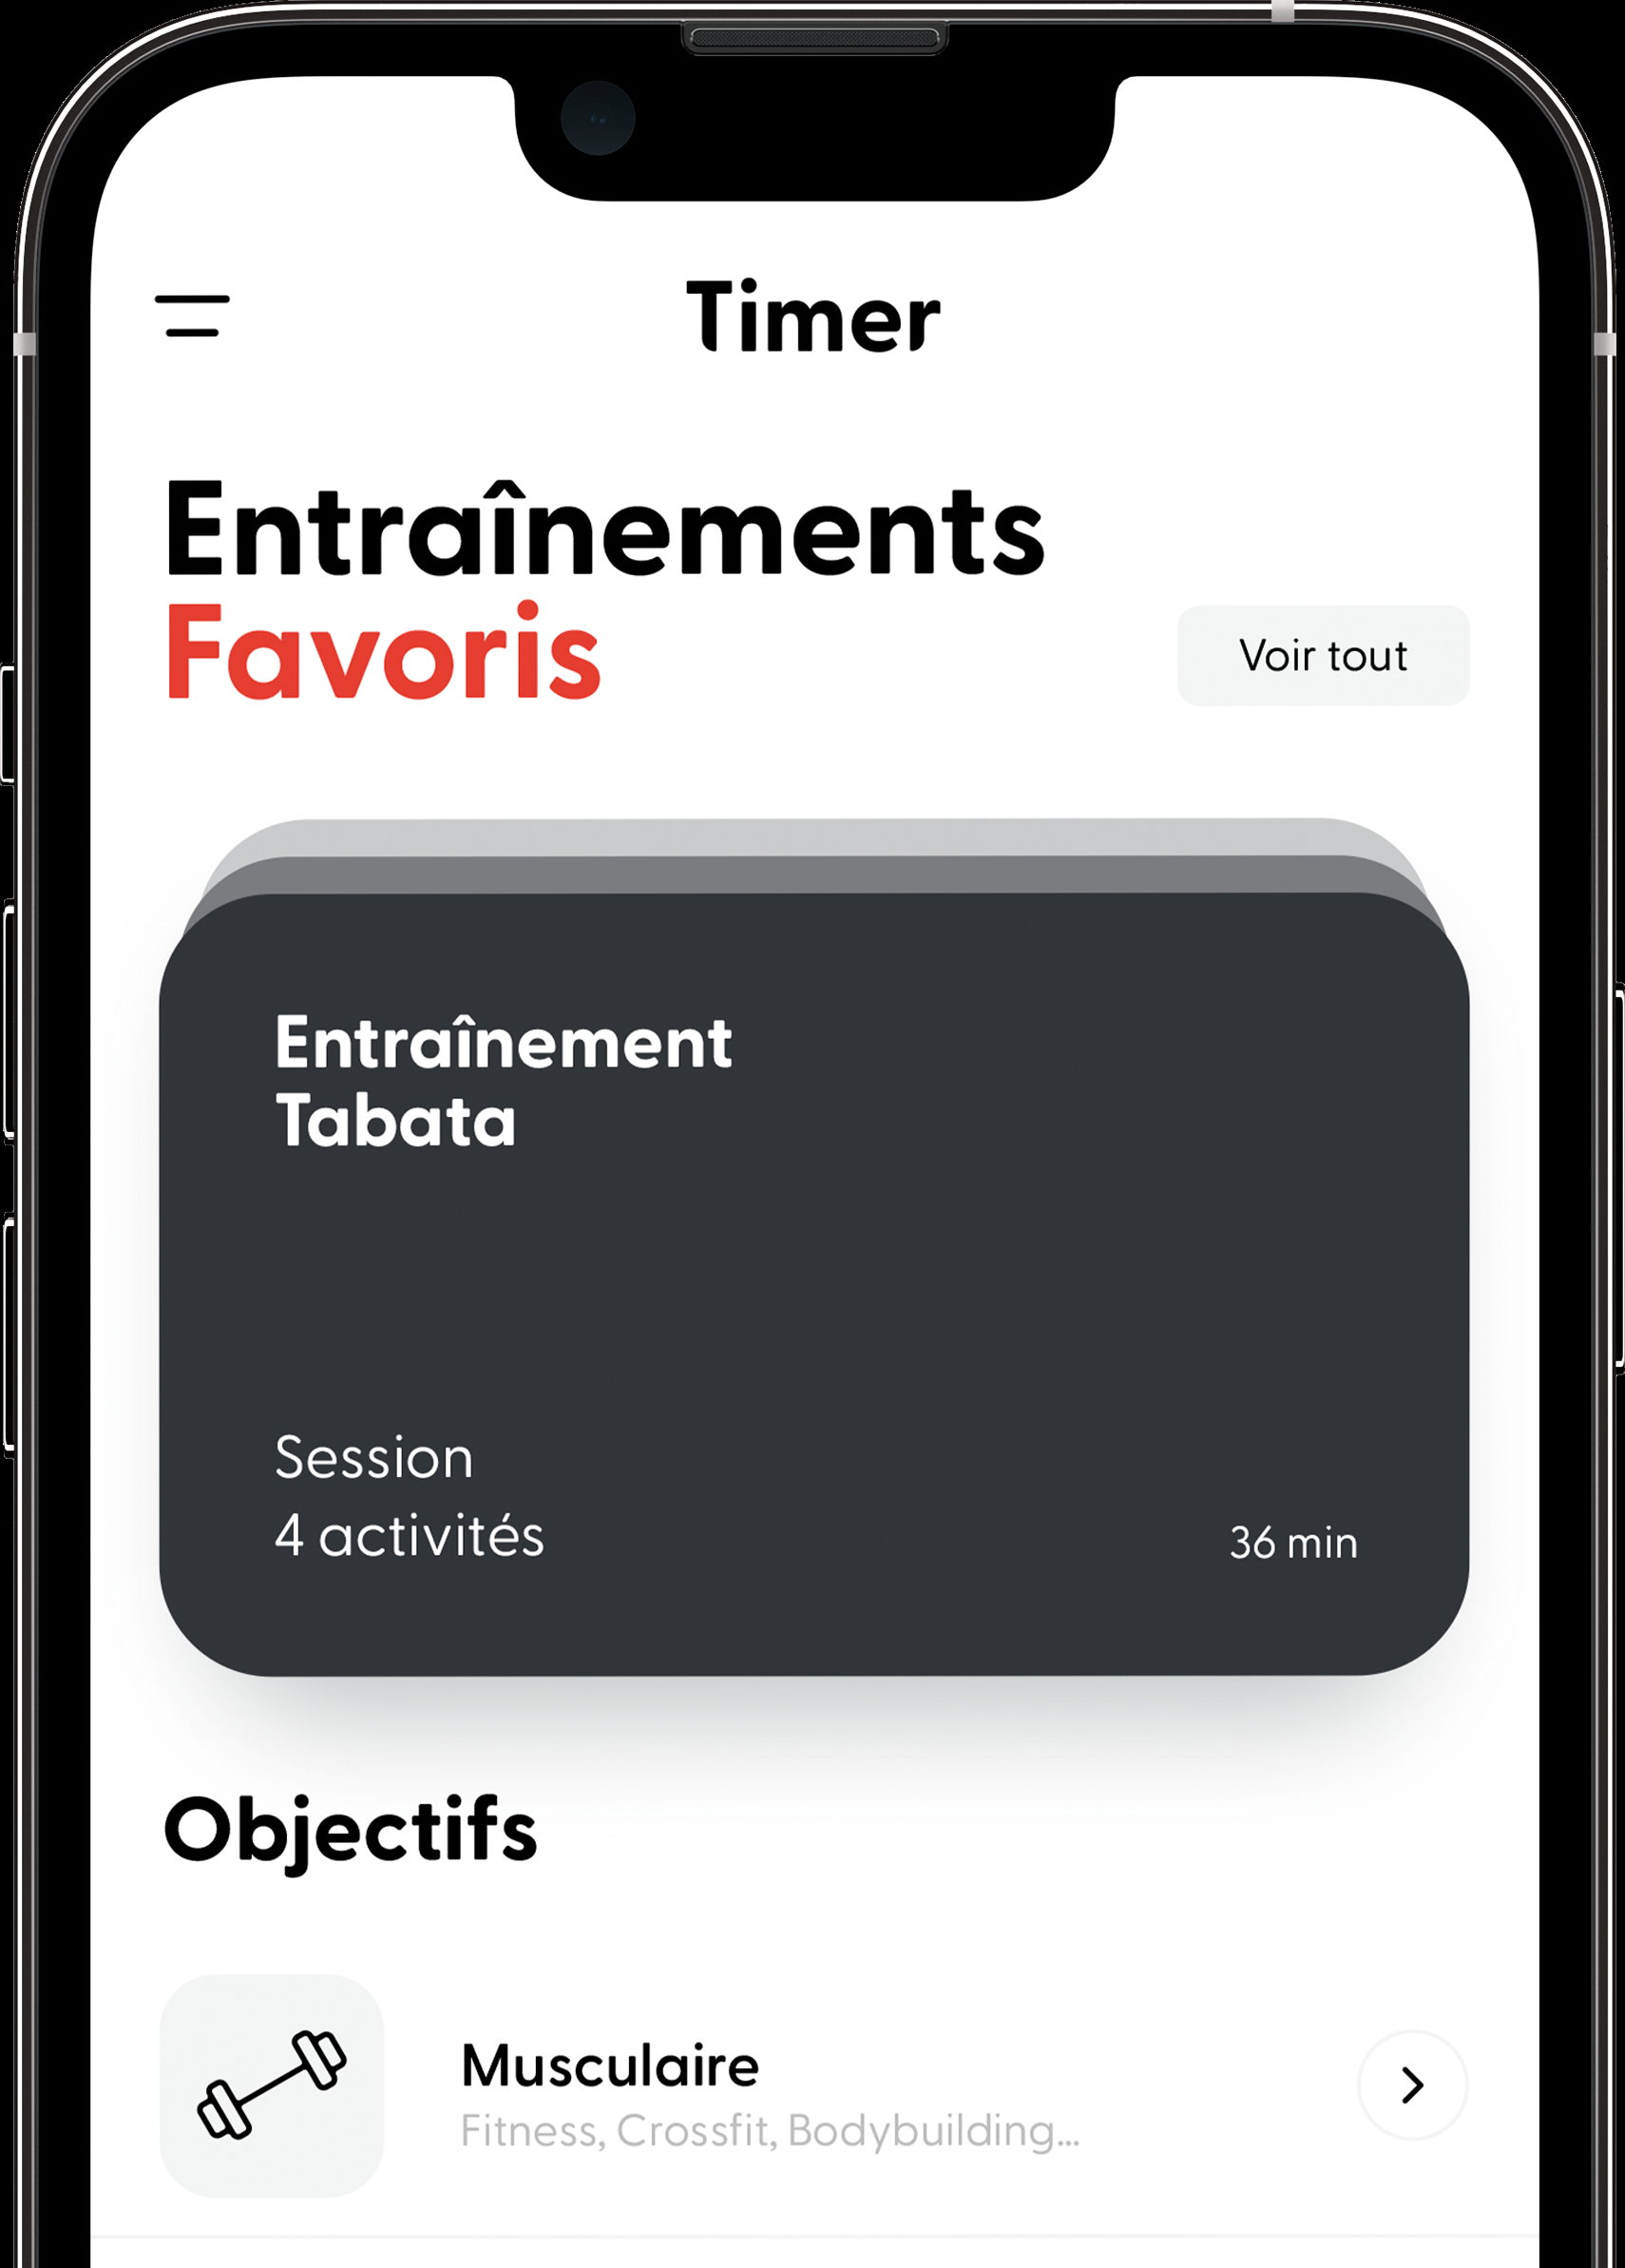 Timer
Entraînements
Favoris
Voir tout
Entraînement
Tabata
Session
4 activités
36 min
Objectifs
Musculaire
Fitness, Crossfit, Bodybuilding...